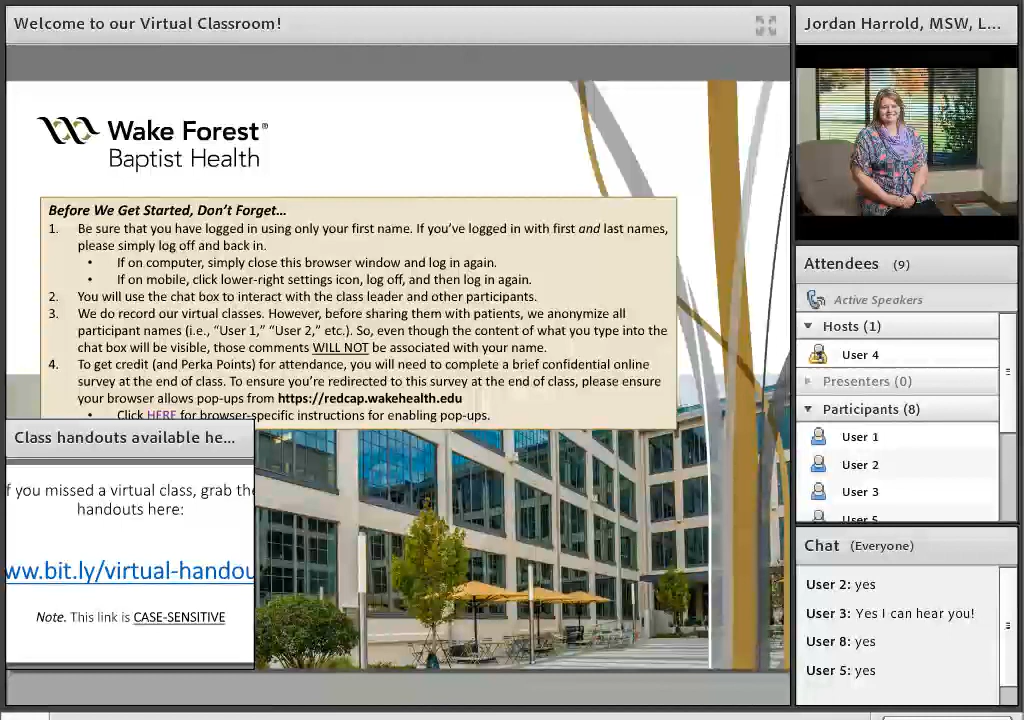 Welcome to our Virtual Classroom!
Wake Forest®
Baptist Health
Before We Get Started, Don't Forget…
1. Be sure that you have logged in using only your first name. If you've logged in with first and last names,
please simply log off and back in.
• If on computer, simply close this browser window and log in again.
• If on mobile, click lower-right settings icon, log off, and then log in again.
2. You will use the chat box to interact with the class leader and other participants.
3. We do record our virtual classes. However, before sharing them with patients, we anonymize all
participant names (i.e., "User 1," "User 2," etc.). So, even though the content of what you type into the
chat box will be visible, those comments WILL NOT be associated with your name.
4. To get credit (and Perka Points) for attendance, you will need to complete a brief confidential online
survey at the end of class. To ensure you're redirected to this survey at the end of class, please ensure
your browser allows pop-ups from https://redcap.wakehealth.edu
• Click HERE for browser-specific instructions for enabling pop-ups.
Class handouts available he...
f you missed a virtual class, grab the
handouts here:
ww.bit.ly/virtual-handou
Note. This link is CASE-SENSITIVE
Jordan Harrold, MSW, L...
Attendees (9)
Active Speakers
Hosts (1)
User 4
Presenters (0)
Participants (8)
User 1
User 2
User 3
User 5
Chat (Everyone)
User 2: yes
User 3: Yes I can hear you!
User 8: yes
User 5: yes